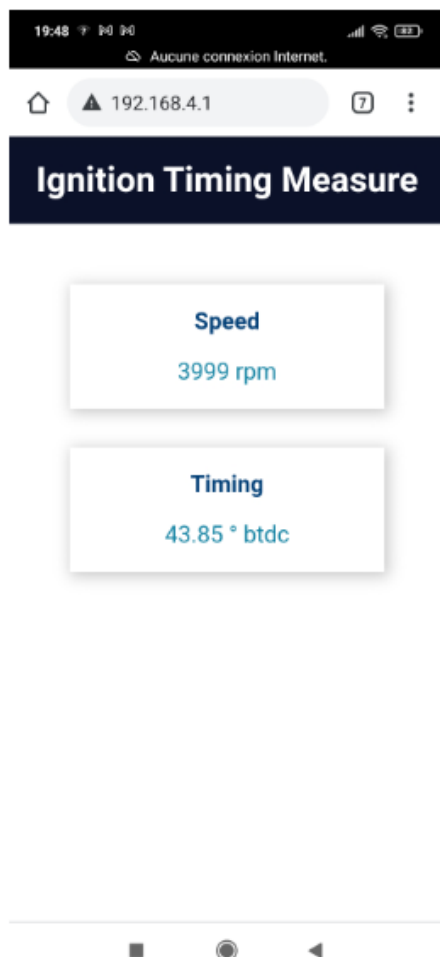 19:48 82
Aucune connexion Internet.
192.168.4.1 7
Ignition Timing Measure
Speed
3999 rpm
Timing
43.85 ° btdc